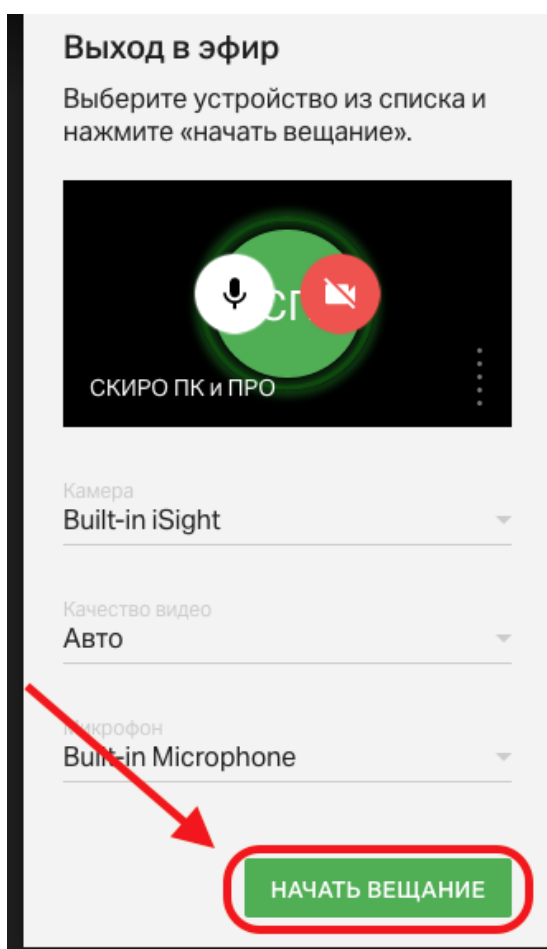 Выход в эфир
Выберите устройство из списка и
нажмите «начать вещание».
СКИРО ПК и ПРО
Камера
Built-in iSight
Качество видео
Авто
Микрофон
Built-in Microphone
НАЧАТЬ ВЕЩАНИЕ